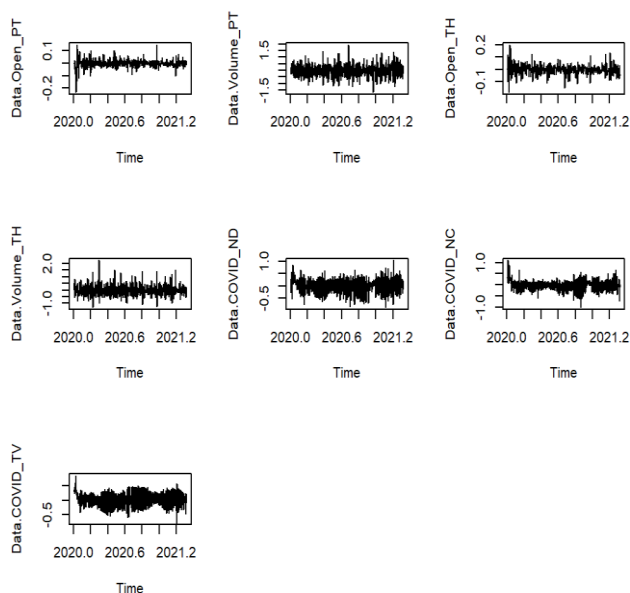 Data.Open_PT
0.1
-0.2
2020.0 2020.6 2021.2
Time
Data.Volume_PT
1.5
-1.5
2020.0 2020.6 2021.2
Time
Data.Open_TH
0.2
-0.1
2020.0 2020.6 2021.2
Time
Data.Volume_TH
2.0
-1.0
2020.0 2020.6 2021.2
Time
Data.COVID_ND
1.0
-0.5
2020.0 2020.6 2021.2
Time
Data.COVID_NC
1.0
-1.0
2020.0 2020.6 2021.2
Time
Data.COVID_TV
-0.5
2020.0 2020.6 2021.2
Time